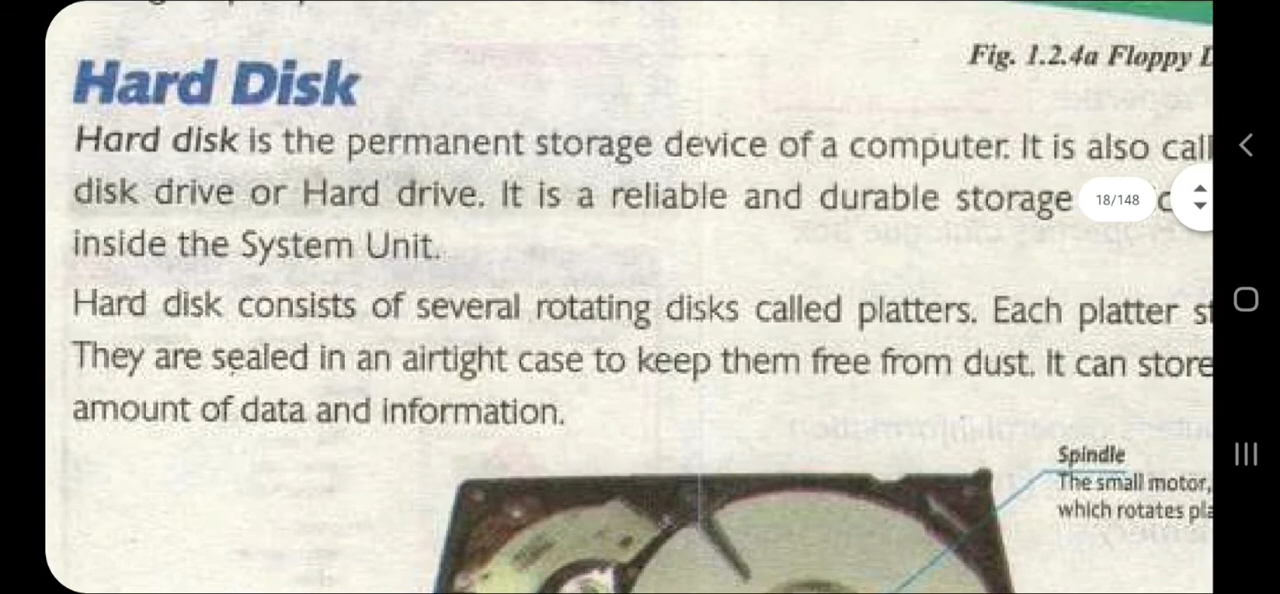 Fig. 1.2.4a Floppy
Hard Disk
Hard disk is the permanent storage device of a computer. It is also
disk drive or Hard drive. It is a reliable and durable storage
18/148
inside the System Unit.
Hard disk consists of several rotating disks called platters. Each platter
They are sealed in an airtight case to keep them free from dust. It can store
amount of data and information.
Spindle
The small motor,
which rotates